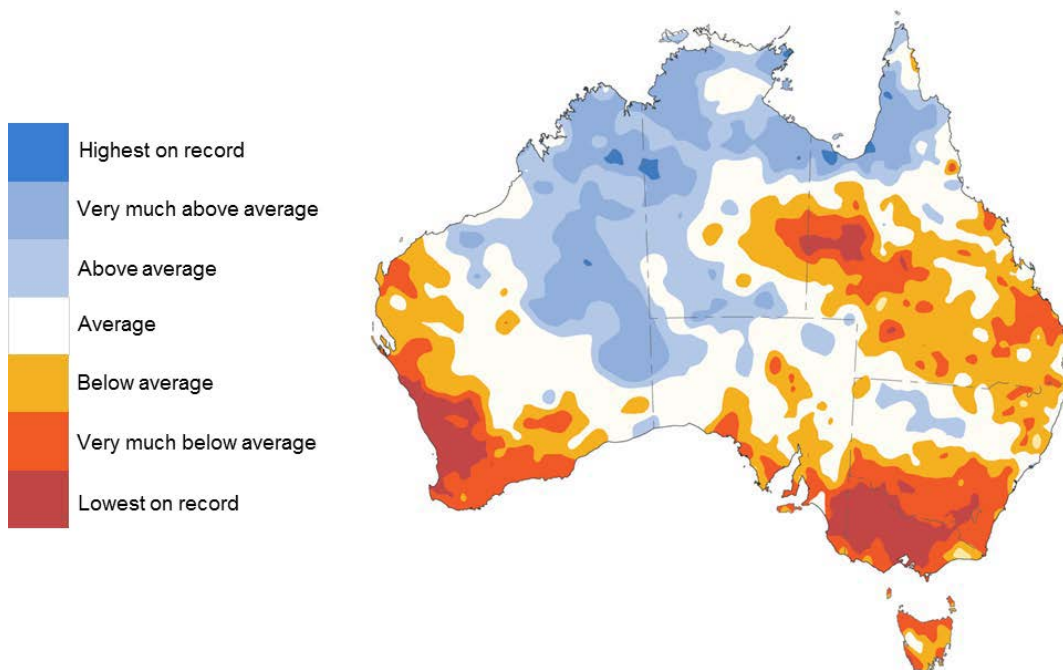 Highest on record
Very much above average
Above average
Average
Below average
Very much below average
Lowest on record